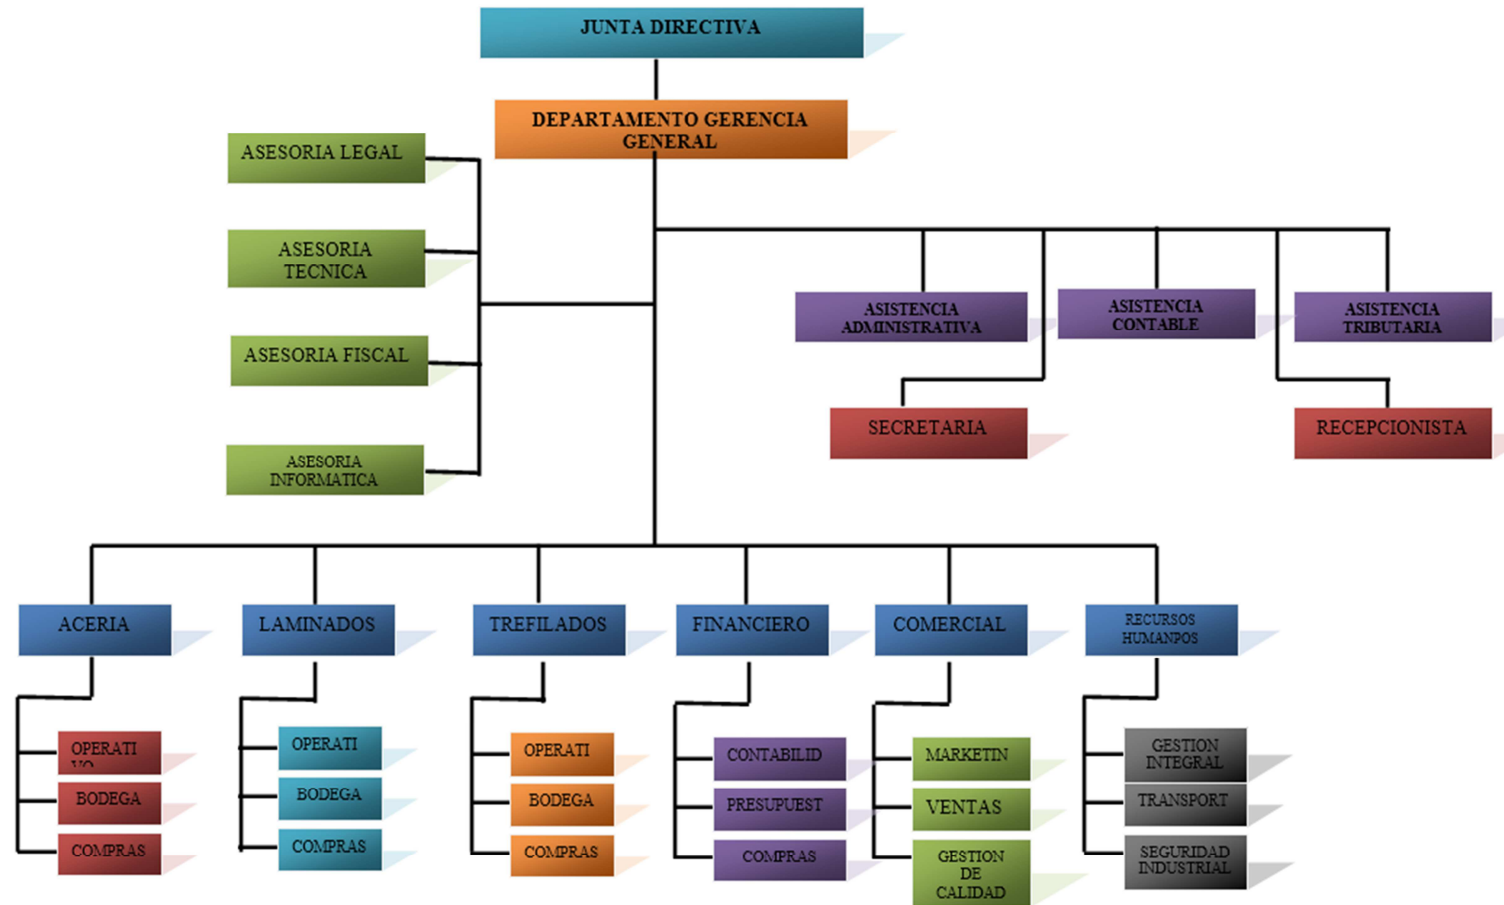 JUNTA DIRECTIVA
DEPARTAMENTO GERENCIA
GENERAL
ASESORIA LEGAL
ASESORIA
TECNICA
ASESORIA FISCAL
ASESORIA
INFORMATICA
ASISTENCIA
ADMINISTRATIVA
ASISTENCIA
CONTABLE
ASISTENCIA
TRIBUTARIA
SECRETARIA
RECEPCIONISTA
ACERIA
LAMINADOS
TREFILADOS
FINANCIERO
COMERCIAL
RECURSOS
HUMANPOS
OPERATI
VO
BODEGA
COMPRAS
OPERATI
BODEGA
COMPRAS
OPERATI
BODEGA
COMPRAS
CONTABILID
PRESUPUEST
COMPRAS
MARKETIN
VENTAS
GESTION
DE
CALIDAD
GESTION
INTEGRAL
TRANSPORT
SEGURIDAD
INDUSTRIAL